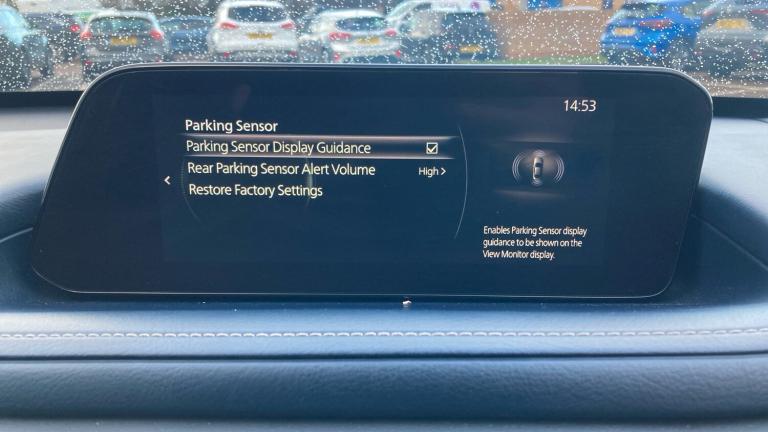 14:53
Parking Sensor
Parking Sensor Display Guidance
Rear Parking Sensor Alert Volume High >
Restore Factory Settings
Enables Parking Sensor display
guidance to be shown on the
View Monitor display.